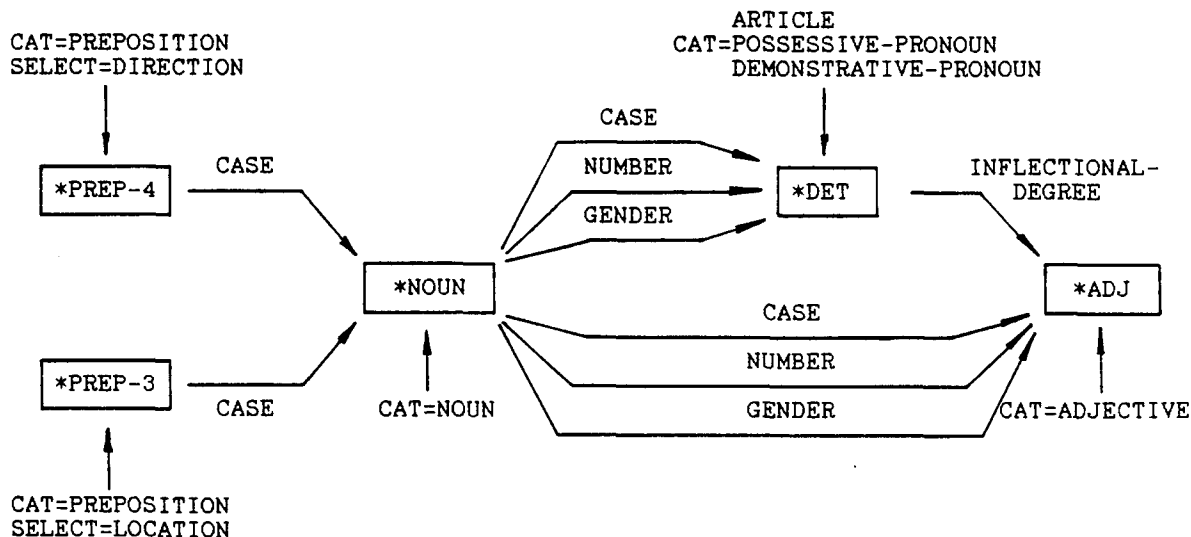 ARTICLE
CAT=PREPOSITION
CAT=POSSESSIVE-PRONOUN
SELECT=DIRECTION
DEMONSTRATIVE-PRONOUN
CASE
CASE
NUMBER
INFLECTIONAL-
DEGREE
*PREP-4
*DET
GENDER
*NOUN
*ADJ
CASE
NUMBER
*PREP-3
CASE
CAT=NOUN
GENDER
CAT=ADJECTIVE
CAT=PREPOSITION
SELECT=LOCATION